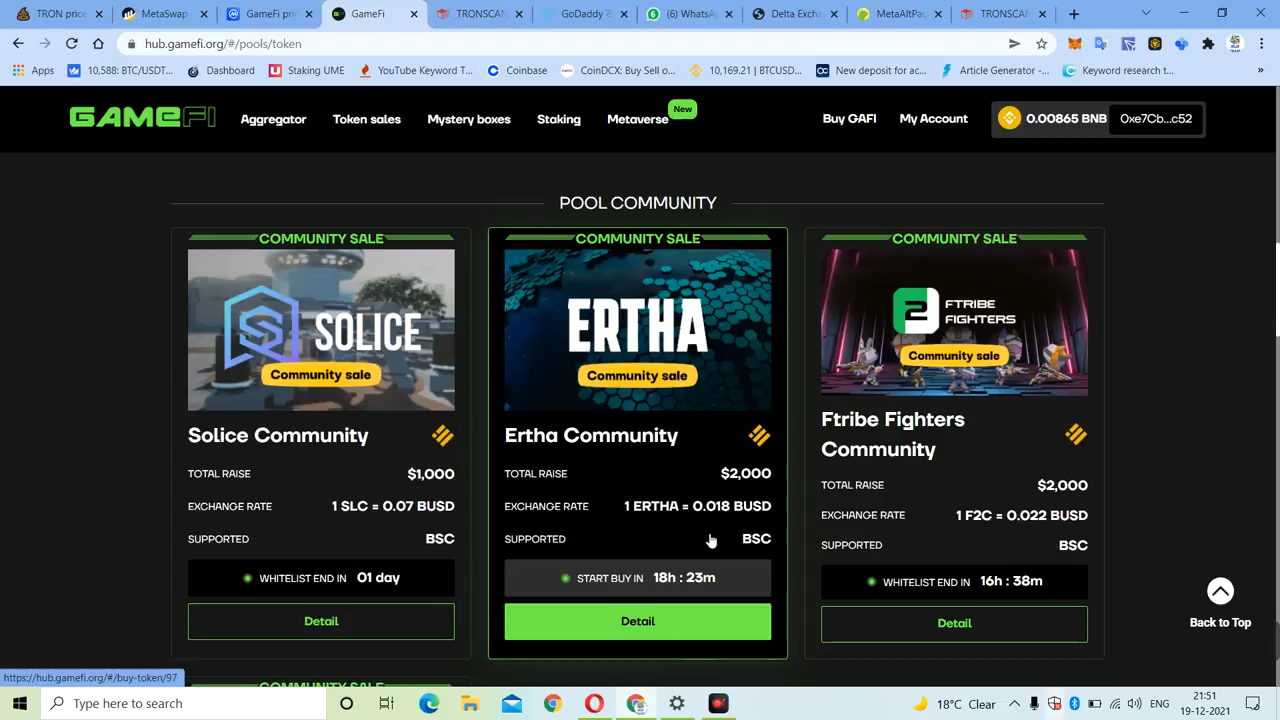 TRON price
MetaSwap
GameFi pri
GameFi
TRONSCAN
GoDaddy
(6) (WhatsA
Delta Exch
MetaAltPac
TRONSCAN
hub.gamefi.org/#/pools/token
Apps
10,588: BTC/USDT...
Dashboard
Staking UME
YouTube Keyword T...
Coinbase
CoinDCX: Buy Sell o...
10,169.21 | BTCUSD...
New deposit for ac...
Article Generator -...
Keyword research t...
GAMEFI
Aggregator
Token sales
Mystery boxes
Staking
Metaverse
New
Buy GAFI
My Account
0.00865 BNB
0xe7Cb...c52
POOL COMMUNITY
COMMUNITY SALE
SOLICE
Community sale
Solice Community
TOTAL RAISE $1,000
EXCHANGE RATE 1 SLC = 0.07 BUSD
SUPPORTED BSC
WHITELIST END IN 01 day
Detail
COMMUNITY SALE
ERTHA
Community sale
Ertha Community
TOTAL RAISE $2,000
EXCHANGE RATE 1 ERTHA = 0.018 BUSD
SUPPORTED BSC
START BUY IN 18h : 23m
Detail
COMMUNITY SALE
FTRIBE
FIGHTERS
Community sale
Ftribe Fighters
Community
TOTAL RAISE $2,000
EXCHANGE RATE 1 F2C = 0.022 BUSD
SUPPORTED BSC
WHITELIST END IN 16h : 38m
Detail
Back to Top
COMMUNITY SALE
https://hub.gamefi.org/#/buy-token/97
Type here to search
18°C Clear
ENG
21:51
19-12-2021